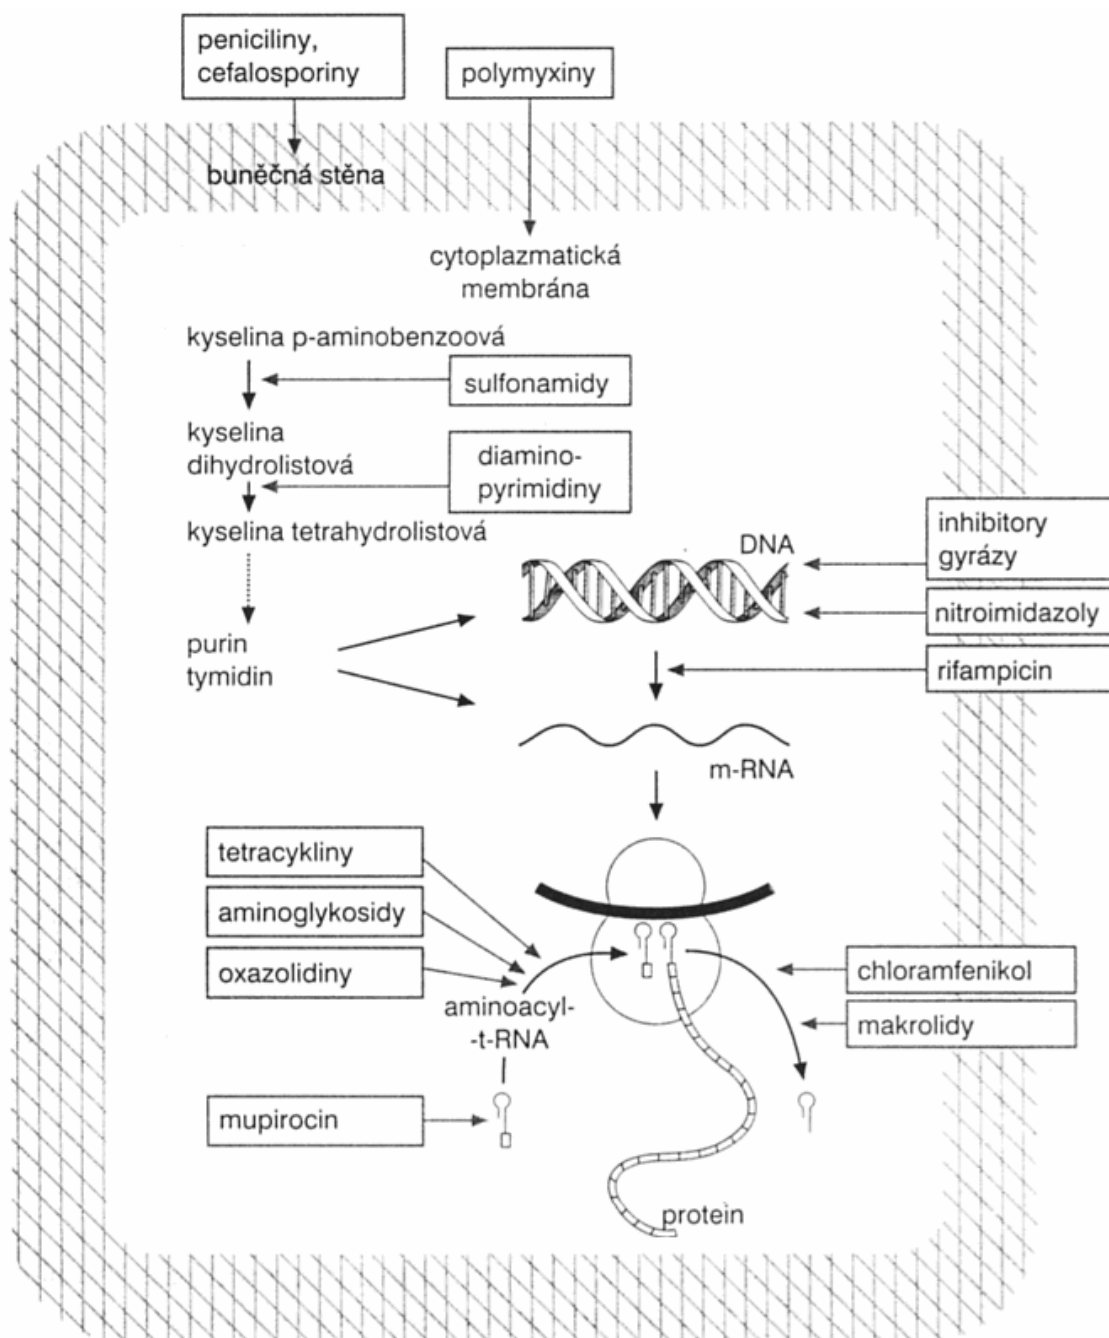 peniciliny,
cefalosporiny
polymyxiny
buněčná stěna
cytoplazmatická
membrána
kyselina p-aminobenzoová
sulfonamidy
kyselina
dihydrolistová
diamino-
pyrimidiny
kyselina tetrahydrolistová
purin
tymidin
DNA
inhibitory
gyrázy
nitroimidazoly
rifampicin
m-RNA
tetracykliny
aminoglykosidy
oxazolidiny
aminoacyl-
-t-RNA
mupirocin
chloramfenikol
makrolidy
protein